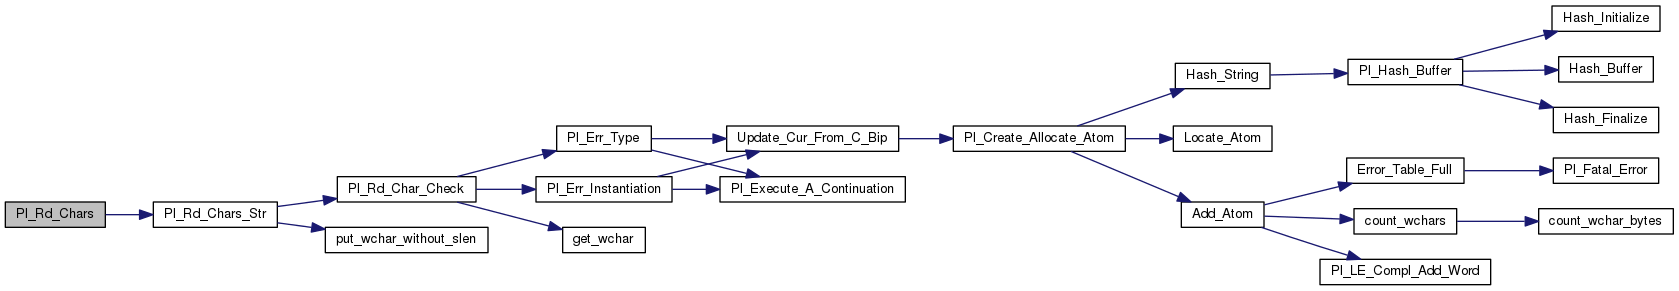 Pl_Rd_Chars
Pl_Rd_Chars_Str
Pl_Rd_Char_Check
put_wchar_without_slen
Pl_Err_Type
Pl_Err_Instantiation
get_wchar
Update_Cur_From_C_Bip
Pl_Execute_A_Continuation
Pl_Create_Allocate_Atom
Hash_String
Locate_Atom
Add_Atom
Pl_Hash_Buffer
Error_Table_Full
count_wchars
Pl_LE_Compl_Add_Word
Hash_Initialize
Hash_Buffer
Hash_Finalize
Pl_Fatal_Error
count_wchar_bytes